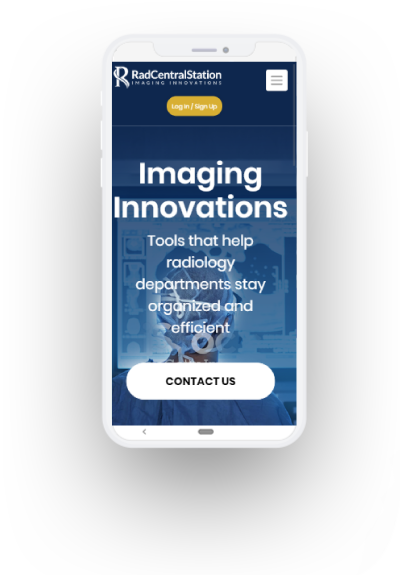 RadCentralStation
IMAGING INNOVATIONS
Log In / Sign Up
Imaging
Innovations
Tools that help
radiology
departments stay
organized and
efficient
CONTACT US